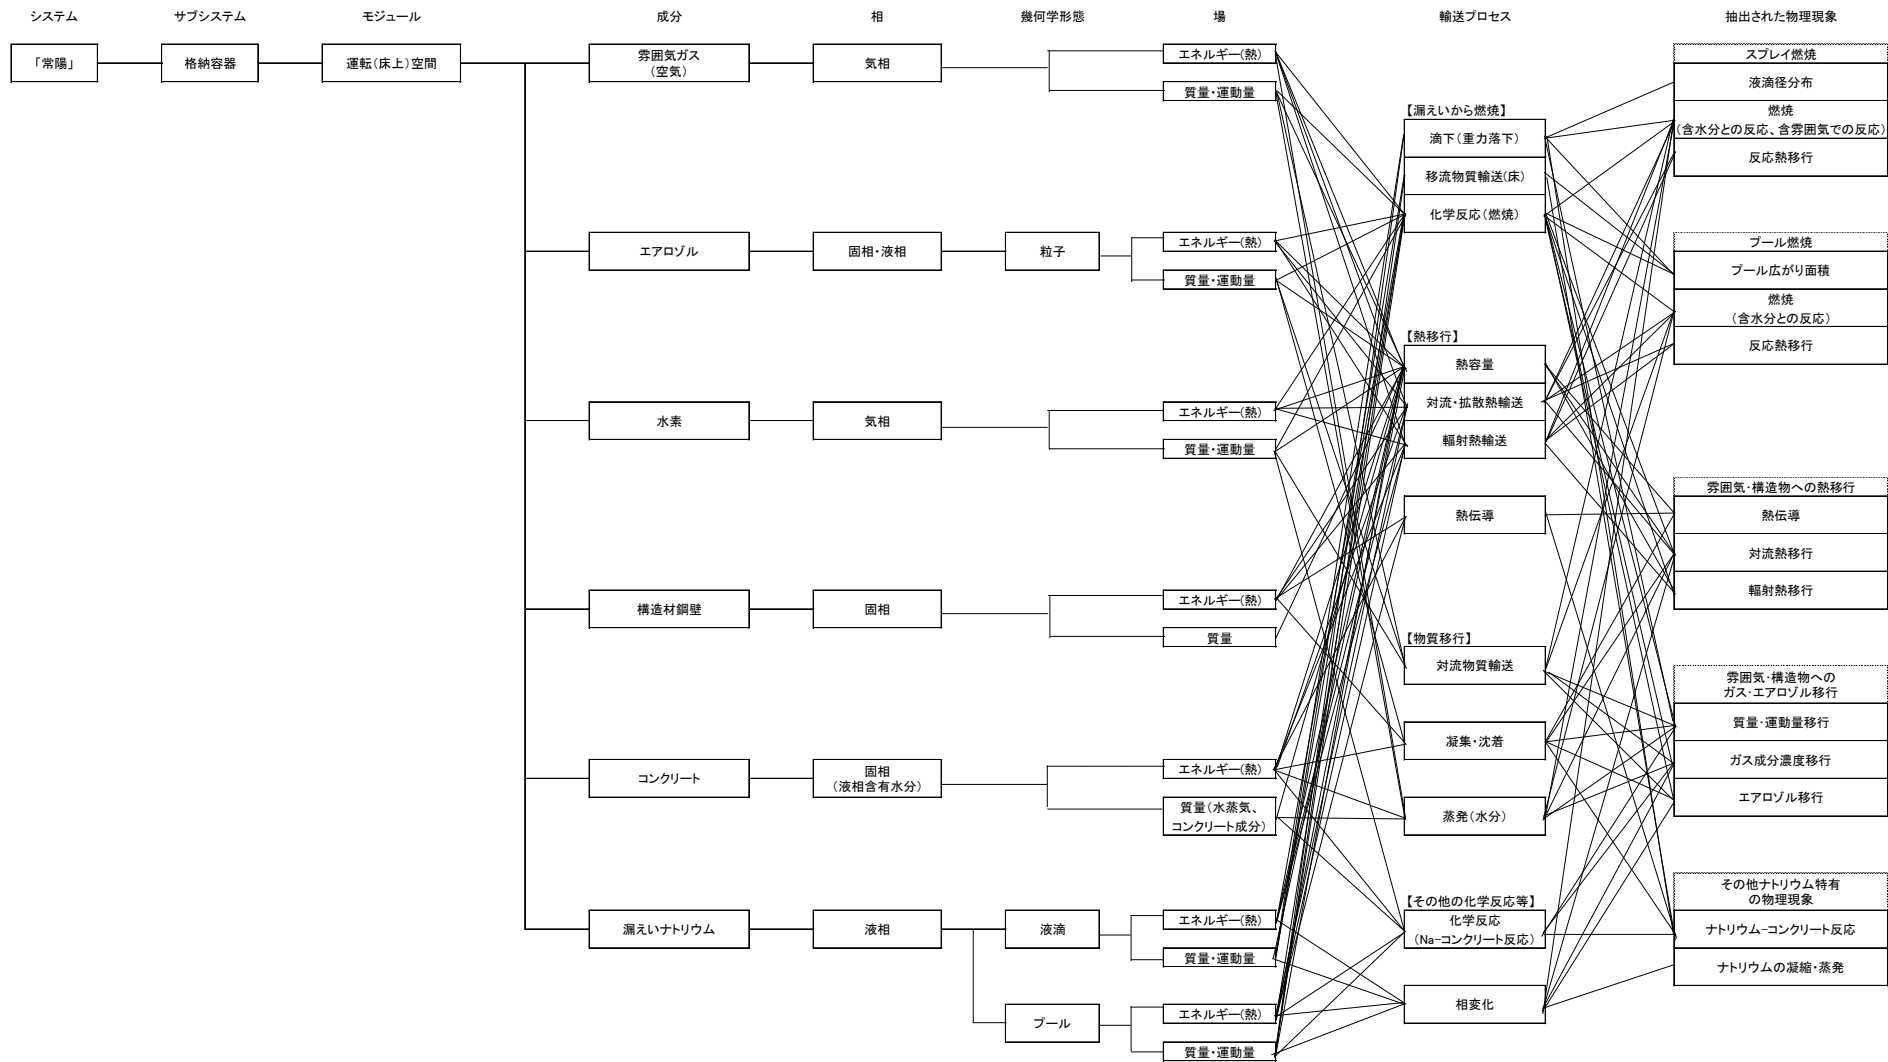 システム
サブシステム
モジュール
成分
相
幾何学形態
場
輸送プロセス
抽出された物理現象
「常陽」
格納容器
運転(床上)空間
雰囲気ガス
(空気)
気相
エネルギー(熱)
質量・運動量
エアロゾル
固相・液相
粒子
エネルギー(熱)
質量・運動量
水素
気相
エネルギー(熱)
質量・運動量
構造材鋼壁
固相
エネルギー(熱)
質量
コンクリート
固相
(液相含有水分)
エネルギー(熱)
質量(水蒸気、
コンクリート成分)
漏えいナトリウム
液相
液滴
エネルギー(熱)
質量・運動量
プール
エネルギー(熱)
質量・運動量
【漏えいから燃焼】
滴下(重力落下)
移流物質輸送(床)
化学反応(燃焼)
【熱移行】
熱容量
対流・拡散熱輸送
輻射熱輸送
熱伝導
【物質移行】
対流物質輸送
凝集・沈着
蒸発(水分)
【その他の化学反応等】
化学反応
(Na-コンクリート反応)
相変化
スプレイ燃焼
液滴径分布
燃焼
(含水分との反応、含雰囲気での反応)
反応熱移行
プール燃焼
プール広がり面積
燃焼
(含水分との反応)
反応熱移行
雰囲気・構造物への熱移行
熱伝導
対流熱移行
輻射熱移行
雰囲気・構造物への
ガス・エアロゾル移行
質量・運動量移行
ガス成分濃度移行
エアロゾル移行
その他ナトリウム特有
の物理現象
ナトリウム-コンクリート反応
ナトリウムの凝縮・蒸発